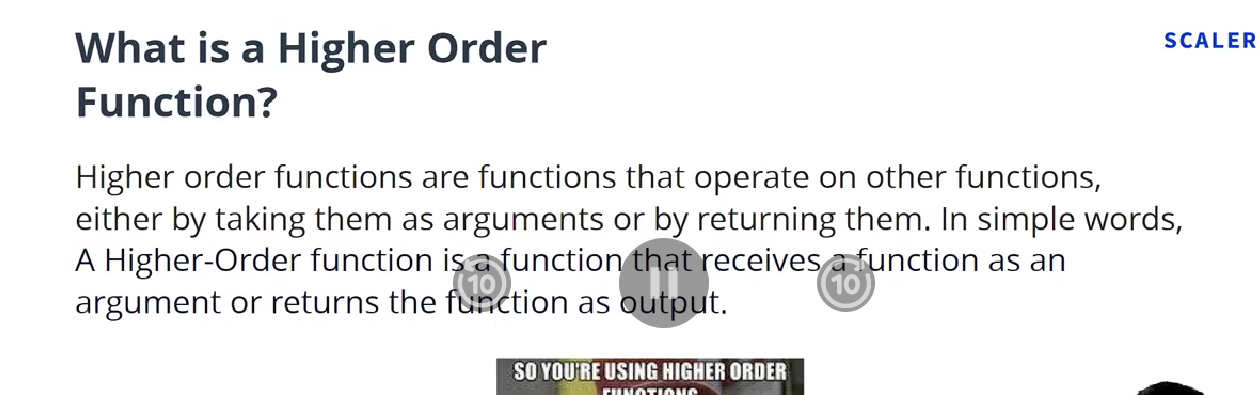 What is a Higher Order
SCALER
Function?
Higher order functions are functions that operate on other functions,
either by taking them as arguments or by returning them. In simple words,
A Higher-Order function is a function that receives a function as an
argument or returns the function as output.
10
10
SO YOU'RE USING HIGHER ORDER
FUNCTIONS